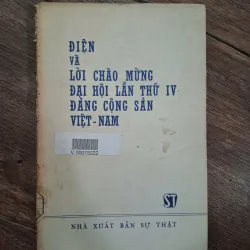 ĐIỆN
VÀ
LỜI CHÀO MỪNG
ĐẠI HỘI LẦN THỨ IV
ĐẢNG CỘNG SẢN
VIỆT-NAM
V.00015222
ST
NHÀ XUẤT BẢN SỰ THẬT